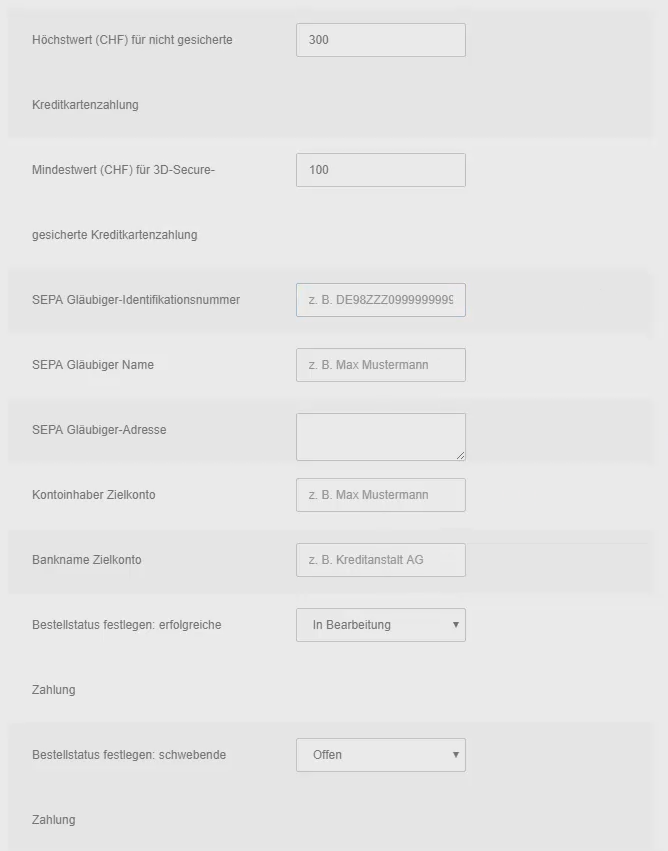 Höchstwert (CHF) für nicht gesicherte
300
Kreditkartenzahlung
Mindestwert (CHF) für 3D-Secure-
100
gesicherte Kreditkartenzahlung
SEPA Gläubiger-Identifikationsnummer
z. B. DE98ZZZ099999999
SEPA Gläubiger Name
z. B. Max Mustermann
SEPA Gläubiger-Adresse
Kontoinhaber Zielkonto
z. B. Max Mustermann
Bankname Zielkonto
z. B. Kreditanstalt AG
Bestellstatus festlegen: erfolgreiche
In Bearbeitung
Zahlung
Bestellstatus festlegen: schwebende
Offen
Zahlung